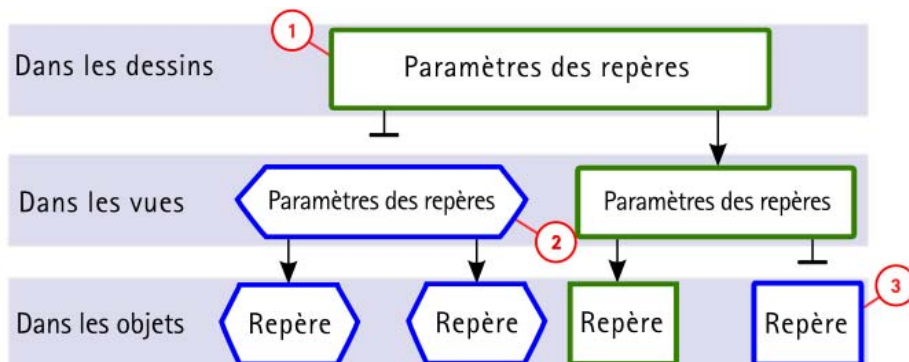 1
Dans les dessins Paramètres des repères
Dans les vues Paramètres des repères Paramètres des repères
2
3
Dans les objets Repère Repère Repère Repère